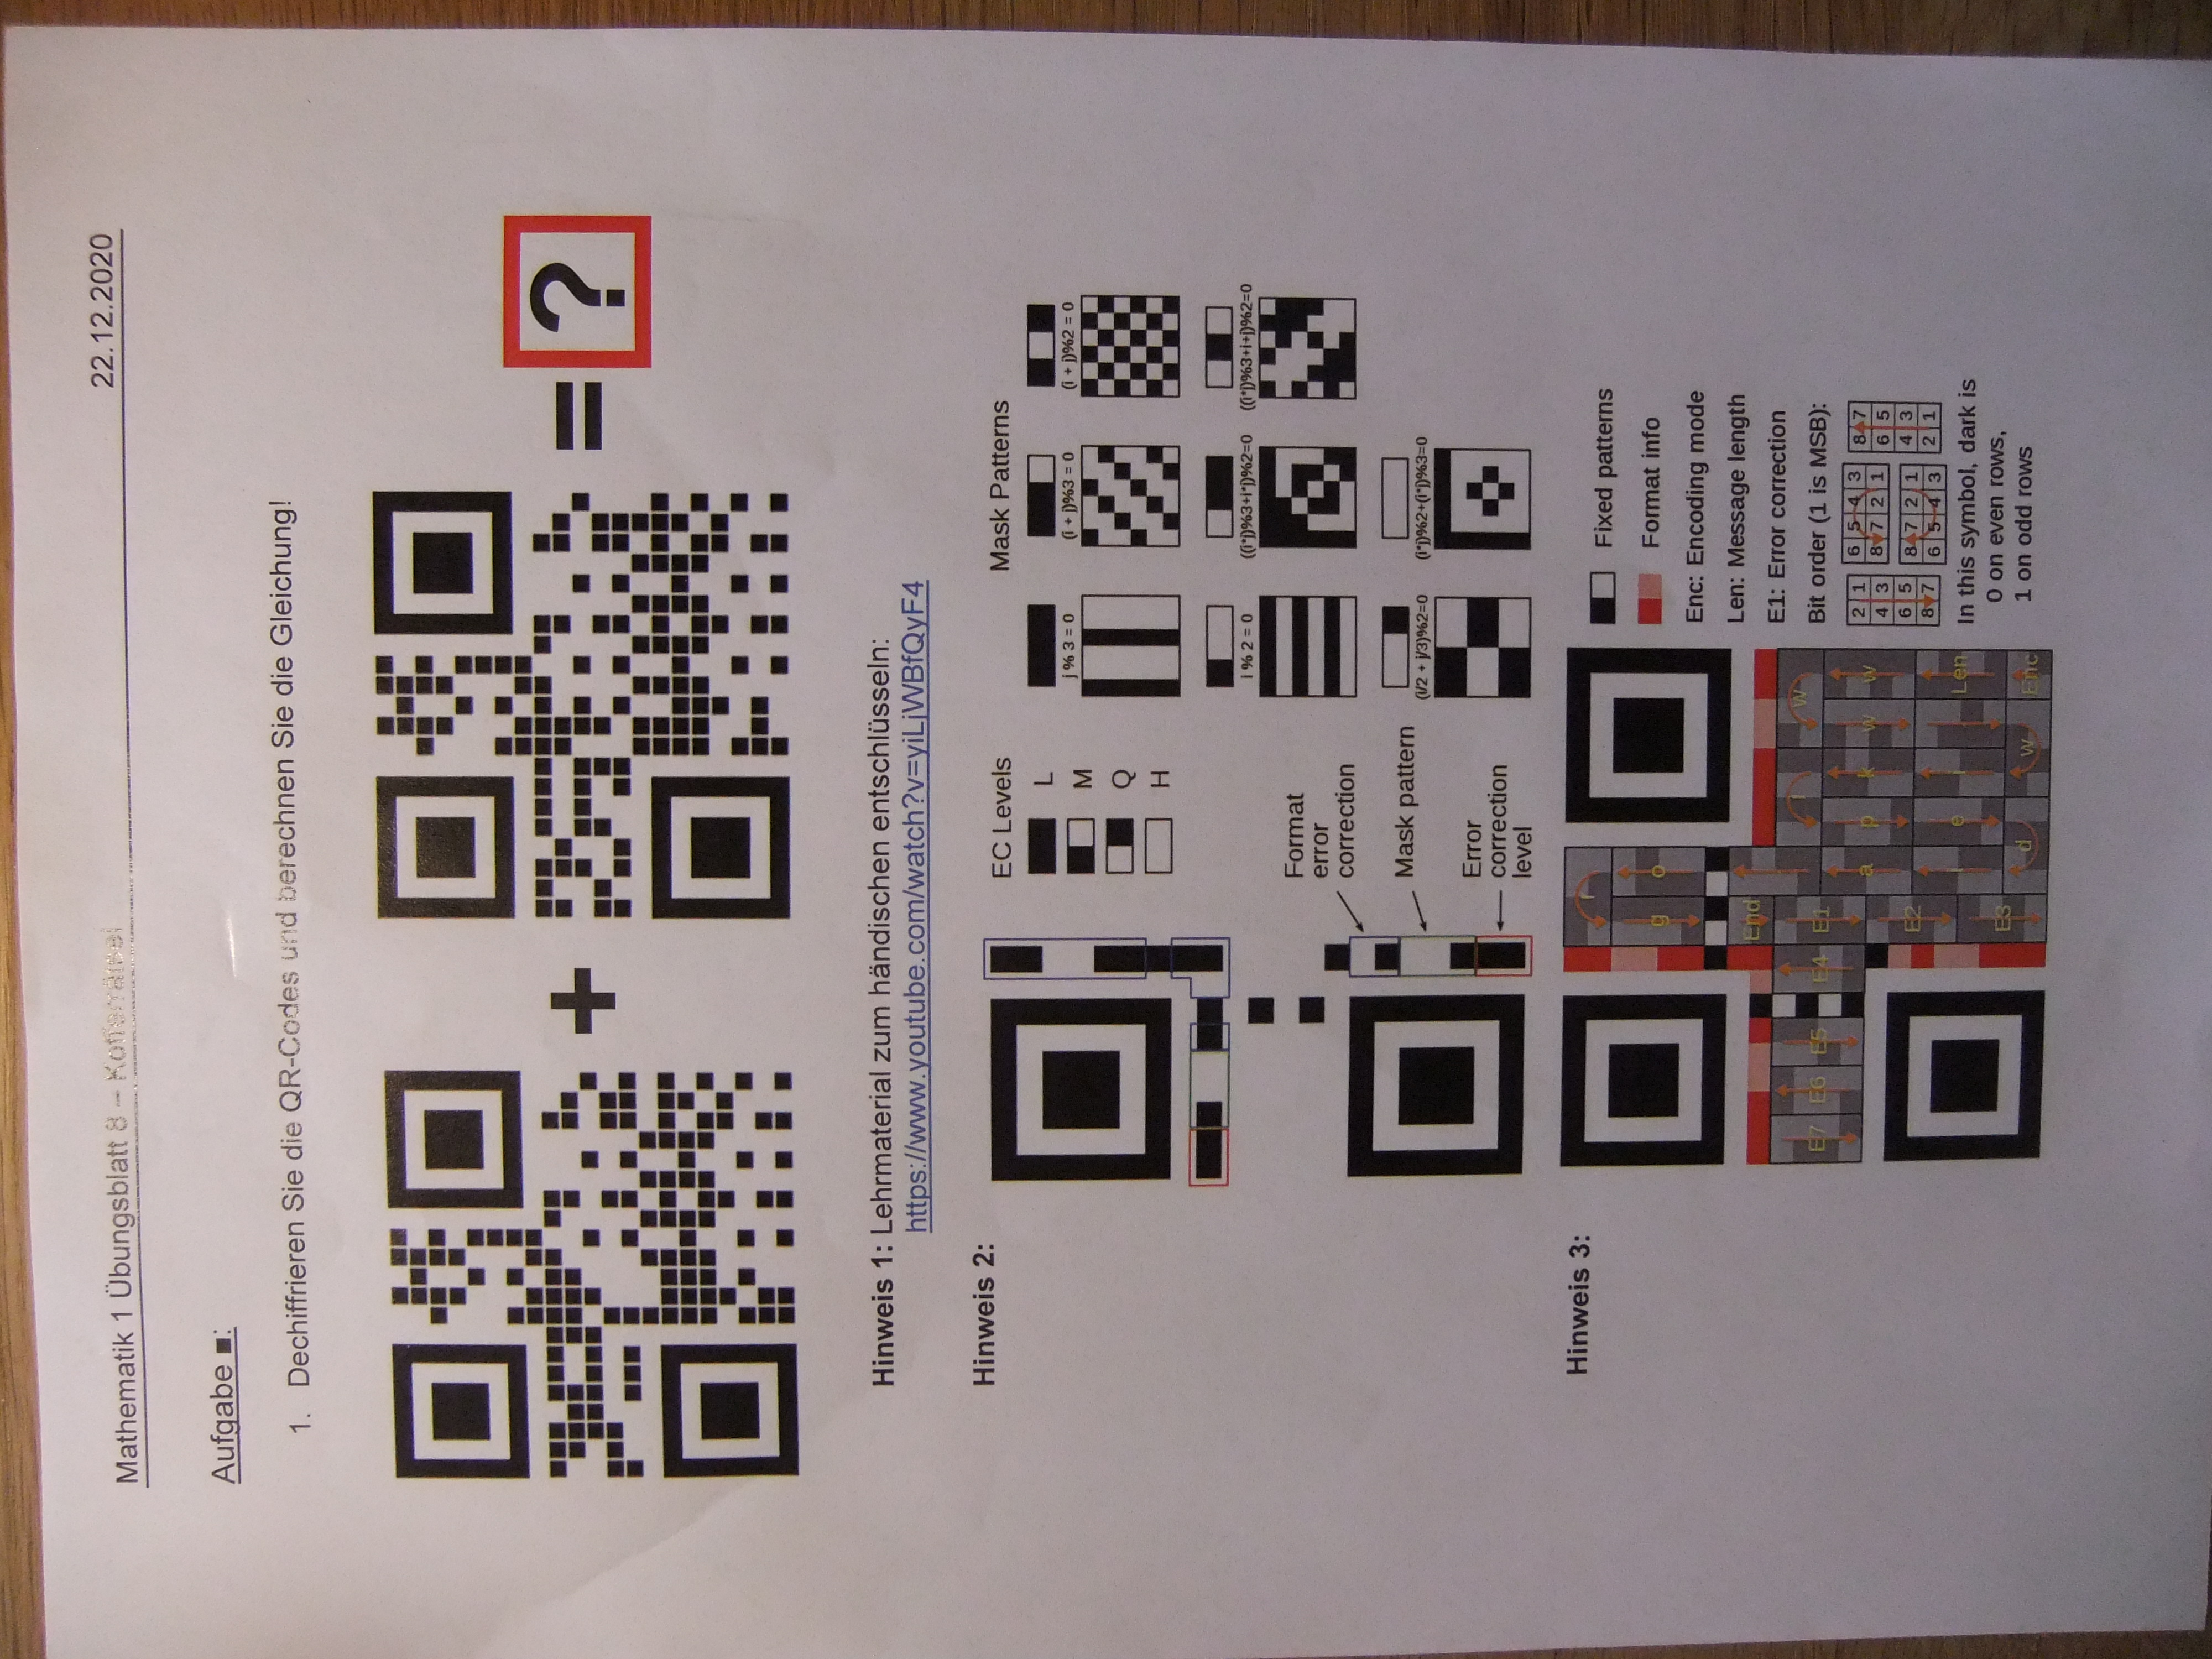 Mathematik 1 Übungsblatt 8 – Kofferrätsel
22.12.2020
Aufgabe ■:
1. Dechiffrieren Sie die QR-Codes und berechnen Sie die Gleichung!
+ = ?
Hinweis 1: Lehrmaterial zum händischen entschlüsseln:
https://www.youtube.com/watch?v=yiLjWBfQyF4
Hinweis 2:
EC Levels
L
M
Q
H
Mask Patterns
j % 3 = 0
(i + j)%3 = 0
(i + j)%2 = 0
i % 2 = 0
((i*j)%3+i*j)%2=0
((i*j)%3+i+j)%2=0
(i/2 + j/3)%2=0
(i*j)%2+(i*j)%3=0
Format
error
correction
Mask pattern
Error
correction
level
Hinweis 3:
r
g o
End
E7 E6 E5 E4 E1
i w
a p k w w
E2
e i Len
E3
d w Enc
Fixed patterns
Format info
Enc: Encoding mode
Len: Message length
E1: Error correction
Bit order (1 is MSB):
2 1 6 5 4 3 8 7
4 3 8 7 2 1 6 5
6 5 8 7 2 1 4 3
8 7 6 5 4 3 2 1
In this symbol, dark is
0 on even rows,
1 on odd rows